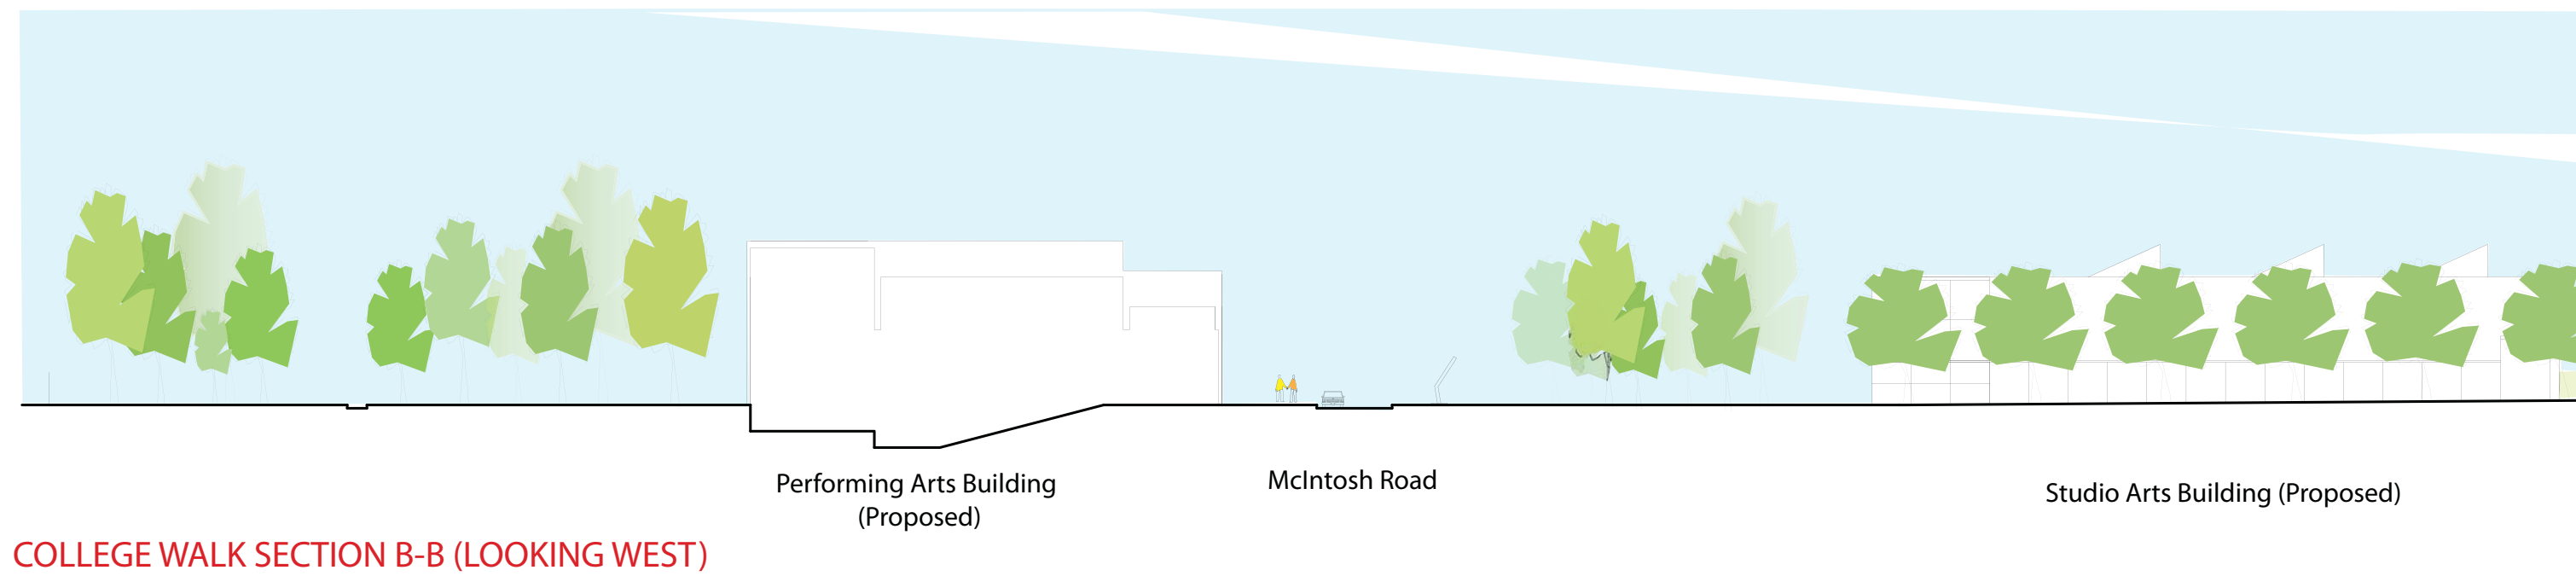 Performing Arts Building
(Proposed)
McIntosh Road
Studio Arts Building (Proposed)
COLLEGE WALK SECTION B-B (LOOKING WEST)